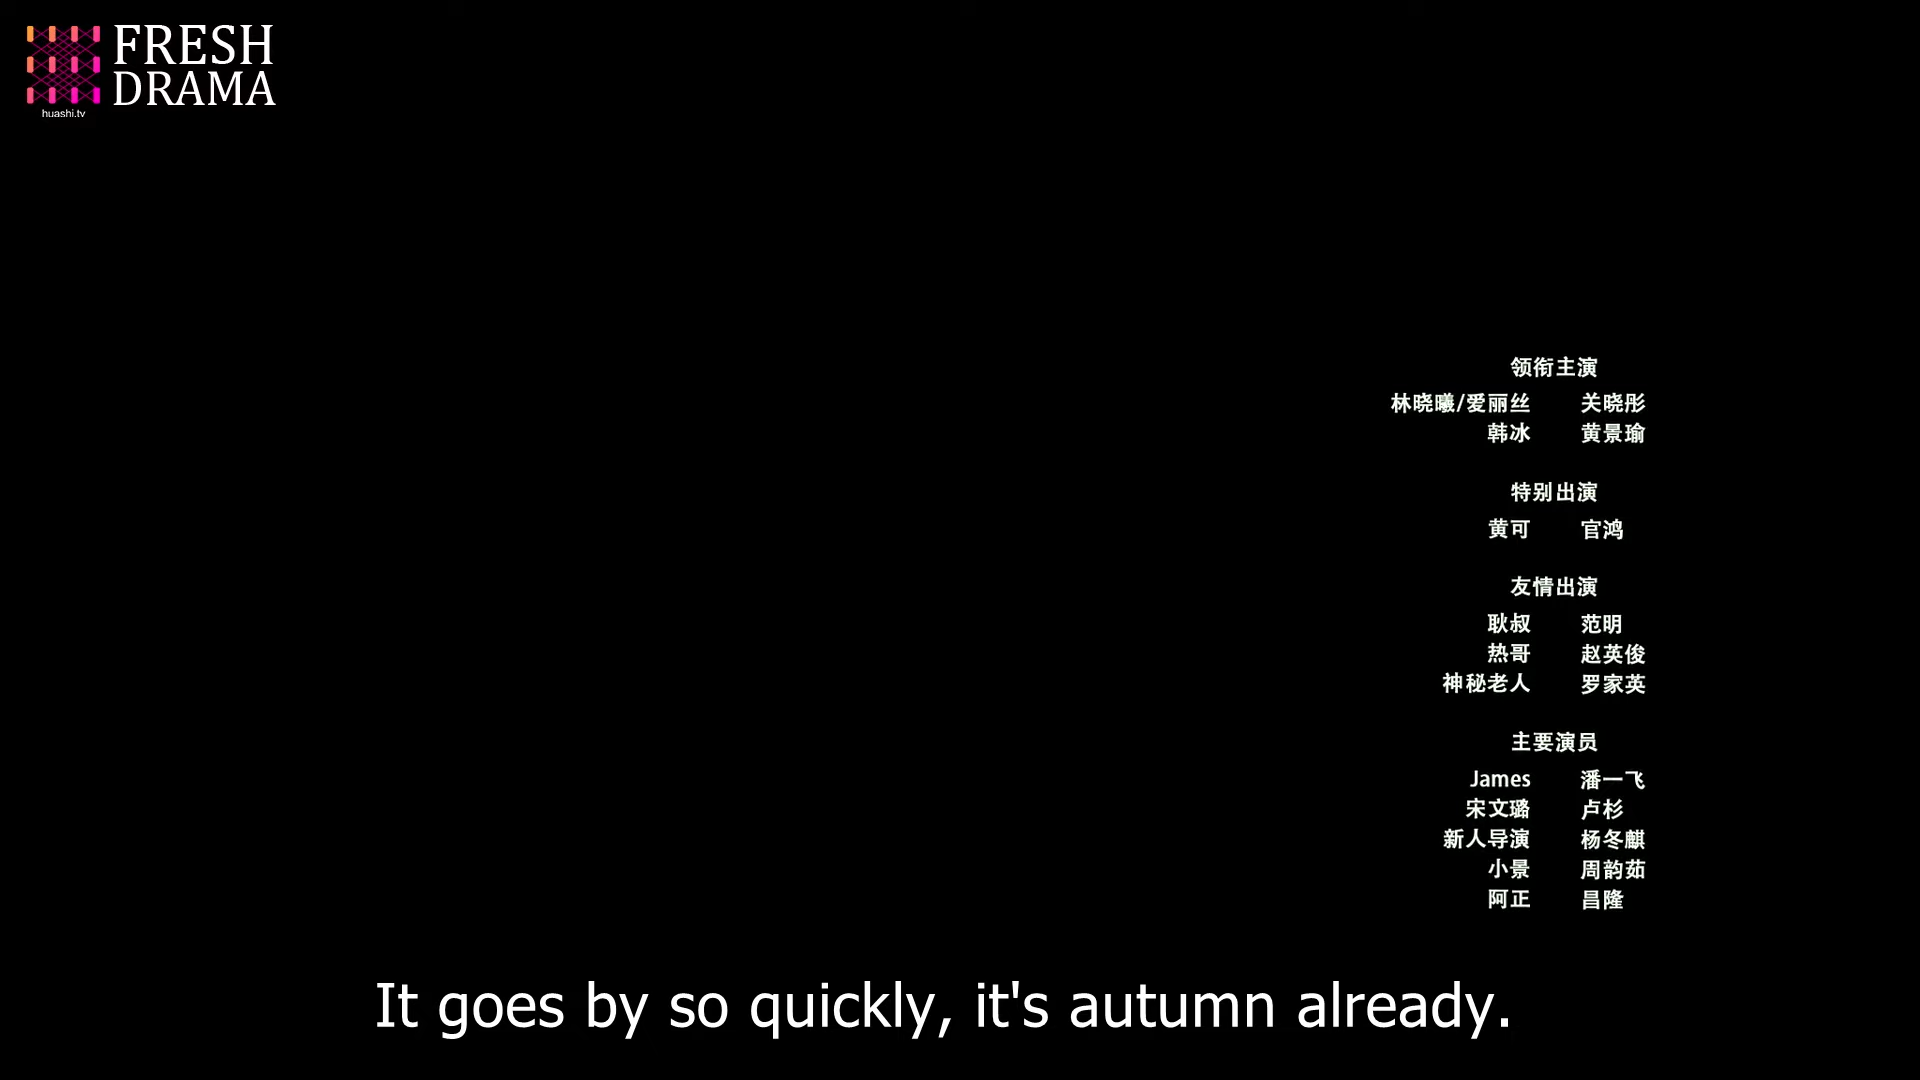 FRESH
DRAMA
huashi.tv
领衔主演
林晓曦/爱丽丝 关晓彤
韩冰 黄景瑜
特别出演
黄可 官鸿
友情出演
耿叔 范明
热哥 赵英俊
神秘老人 罗家英
主要演员
James 潘一飞
宋文璐 卢杉
新人导演 杨冬麒
小景 周韵茹
阿正 昌隆
It goes by so quickly, it's autumn already.